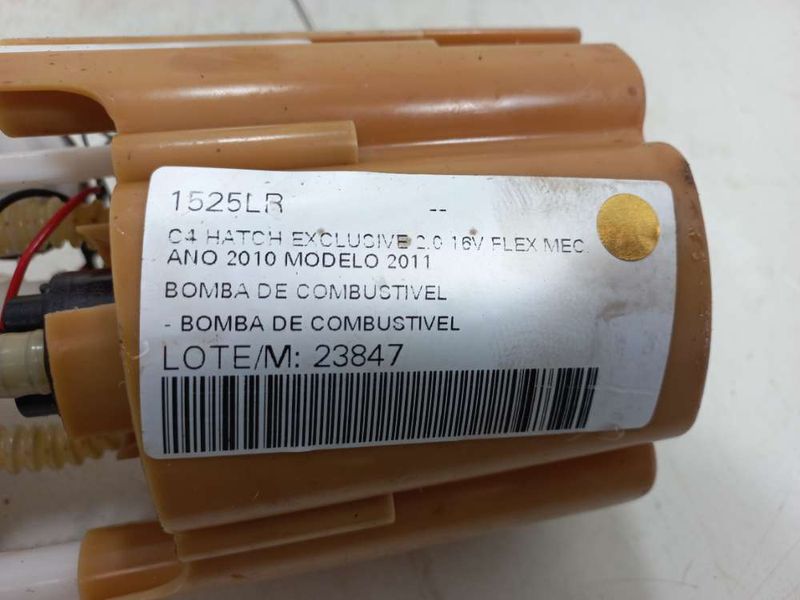 1525LR --
C4 HATCH EXCLUSIVE 2.0 16V FLEX MEC.
ANO 2010 MODELO 2011
BOMBA DE COMBUSTIVEL
- BOMBA DE COMBUSTIVEL
LOTE/M: 23847